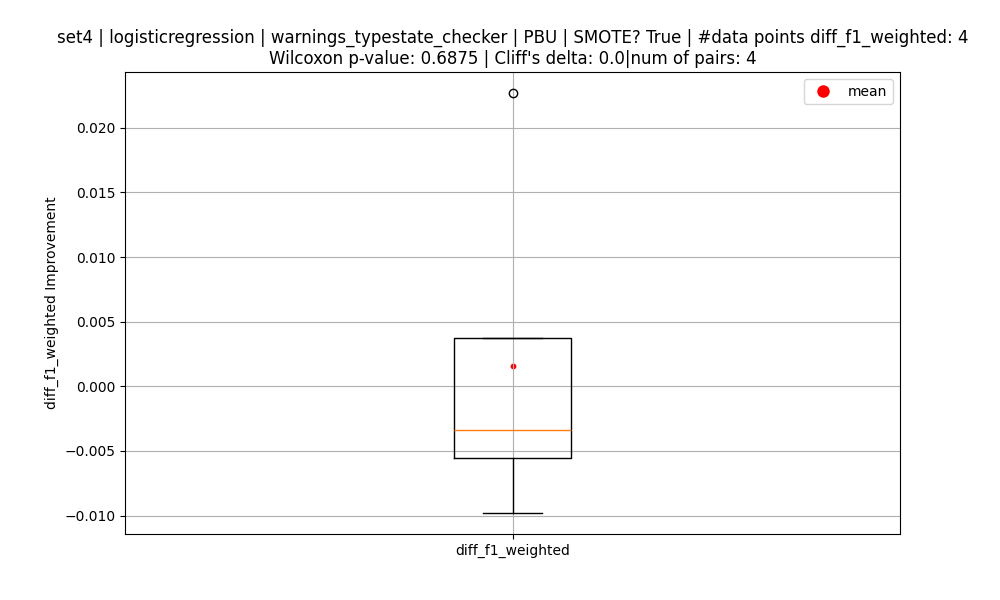 set4 | logisticregression | warnings_typestate_checker | PBU | SMOTE? True | #data points diff_f1_weighted: 4
Wilcoxon p-value: 0.6875 | Cliff's delta: 0.0|num of pairs: 4
mean
0.020
0.015
0.010
0.005
0.000
−0.005
−0.010
diff_f1_weighted Improvement
diff_f1_weighted